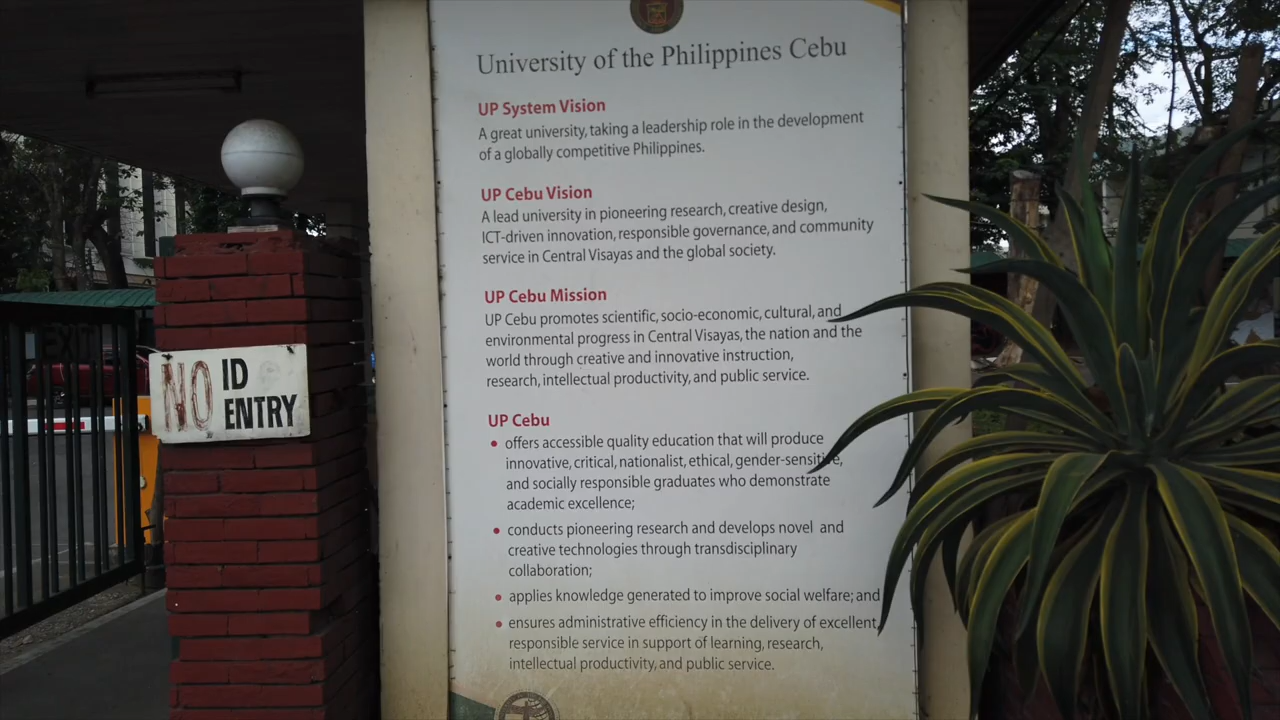 University of the Philippines Cebu
UP System Vision
A great university, taking a leadership role in the development
of a globally competitive Philippines.
UP Cebu Vision
A lead university in pioneering research, creative design,
ICT-driven innovation, responsible governance, and community
service in Central Visayas and the global society.
UP Cebu Mission
UP Cebu promotes scientific, socio-economic, cultural, and
environmental progress in Central Visayas, the nation and the
world through creative and innovative instruction,
research, intellectual productivity, and public service.
UP Cebu
• offers accessible quality education that will produce
innovative, critical, nationalist, ethical, gender-sensitive,
and socially responsible graduates who demonstrate
academic excellence;
• conducts pioneering research and develops novel and
creative technologies through transdisciplinary
collaboration;
• applies knowledge generated to improve social welfare; and
• ensures administrative efficiency in the delivery of excellent,
responsible service in support of learning, research,
intellectual productivity, and public service.
EXIT
NO ID
ENTRY